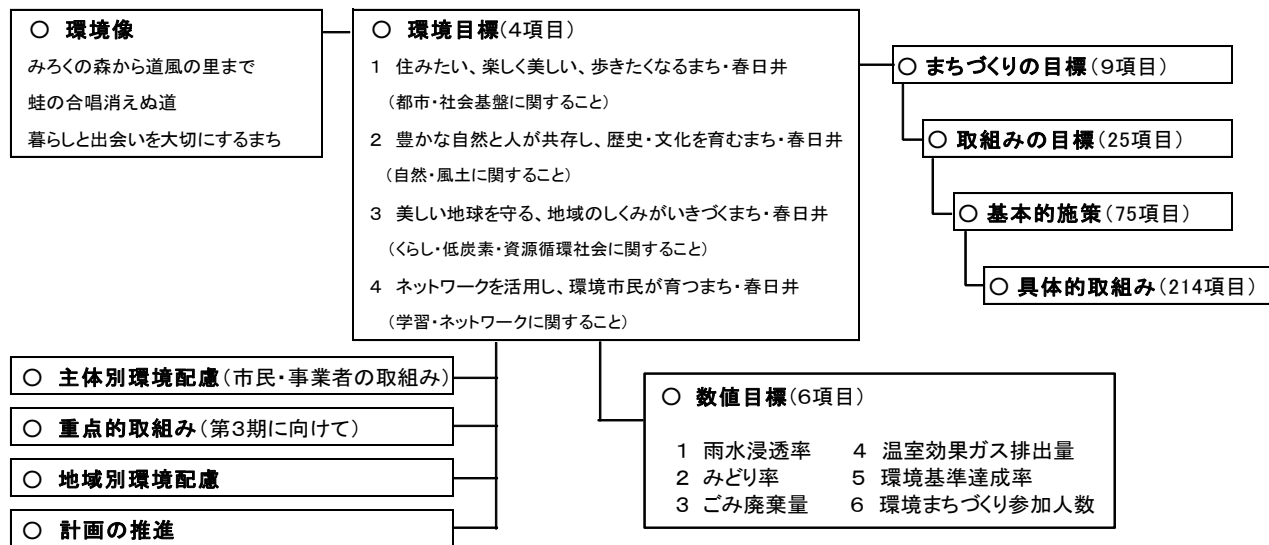 ○ 環境像
みろくの森から道風の里まで
蛙の合唱消えぬ道
暮らしと出会いを大切にするまち
○ 環境目標(4項目)
1 住みたい、楽しく美しい、歩きたくなるまち・春日井
(都市・社会基盤に関すること)
2 豊かな自然と人が共存し、歴史・文化を育むまち・春日井
(自然・風土に関すること)
3 美しい地球を守る、地域のしくみがいきづくまち・春日井
(くらし・低炭素・資源循環社会に関すること)
4 ネットワークを活用し、環境市民が育つまち・春日井
(学習・ネットワークに関すること)
○ まちづくりの目標(9項目)
○ 取組みの目標(25項目)
○ 基本的施策(75項目)
○ 具体的取組み(214項目)
○ 主体別環境配慮(市民・事業者の取組み)
○ 重点的取組み(第3期に向けて)
○ 地域別環境配慮
○ 計画の推進
○ 数値目標(6項目)
1 雨水浸透率 4 温室効果ガス排出量
2 みどり率 5 環境基準達成率
3 ごみ廃棄量 6 環境まちづくり参加人数